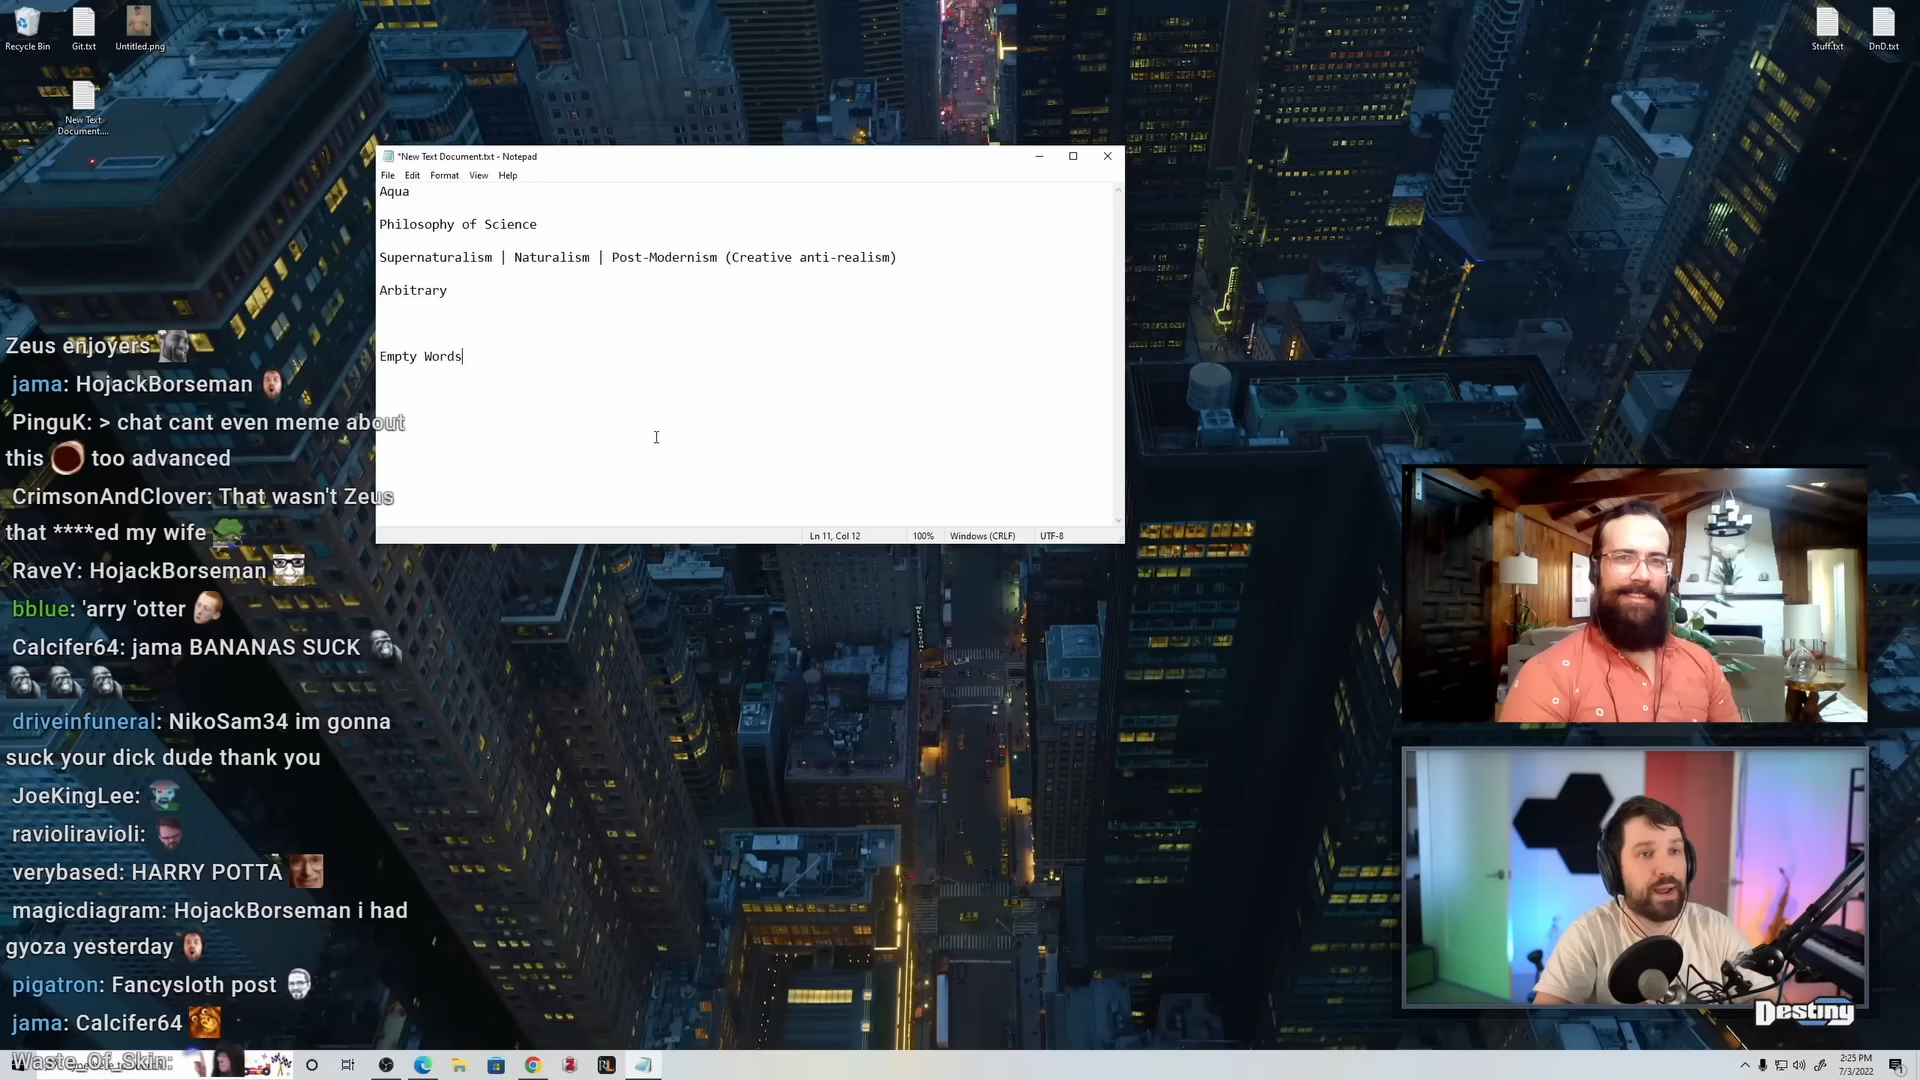 Recycle Bin
Git.txt
Untitled.png
New Text
Document....
Stuff.txt
DnD.txt
*New Text Document.txt - Notepad
File Edit Format View Help
Aqua
Philosophy of Science
Supernaturalism | Naturalism | Post-Modernism (Creative anti-realism)
Arbitrary
Empty Words
Ln 11, Col 12 100% Windows (CRLF) UTF-8
Zeus enjoyers
jama: HojackBorseman
PinguK: > chat cant even meme about
this too advanced
CrimsonAndClover: That wasn't Zeus
that ****ed my wife
RaveY: HojackBorseman
bblue: 'arry 'otter
Calcifer64: jama BANANAS SUCK
driveinfuneral: NikoSam34 im gonna
suck your dick dude thank you
JoeKingLee:
ravioliravioli:
verybased: HARRY POTTA
magicdiagram: HojackBorseman i had
gyoza yesterday
pigatron: Fancysloth post
jama: Calcifer64
Waste_Of_Skin:
Destiny
2:25 PM
7/3/2022